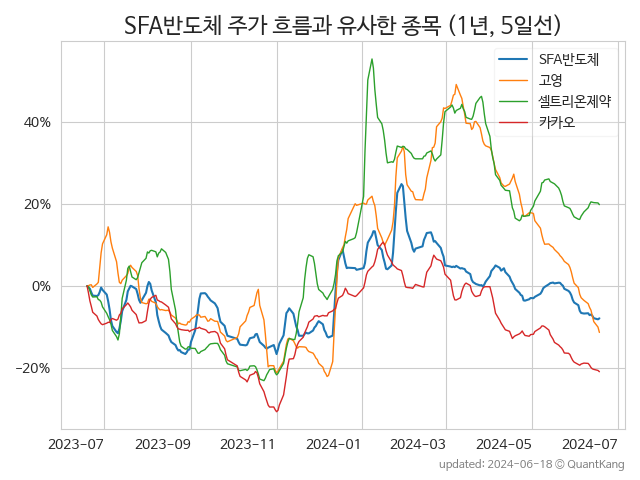 SFA반도체 주가 흐름과 유사한 종목 (1년, 5일선)
SFA반도체
고영
셀트리온제약
카카오
40%
20%
0%
−20%
2023-07 2023-09 2023-11 2024-01 2024-03 2024-05 2024-07
updated: 2024-06-18 © QuantKang